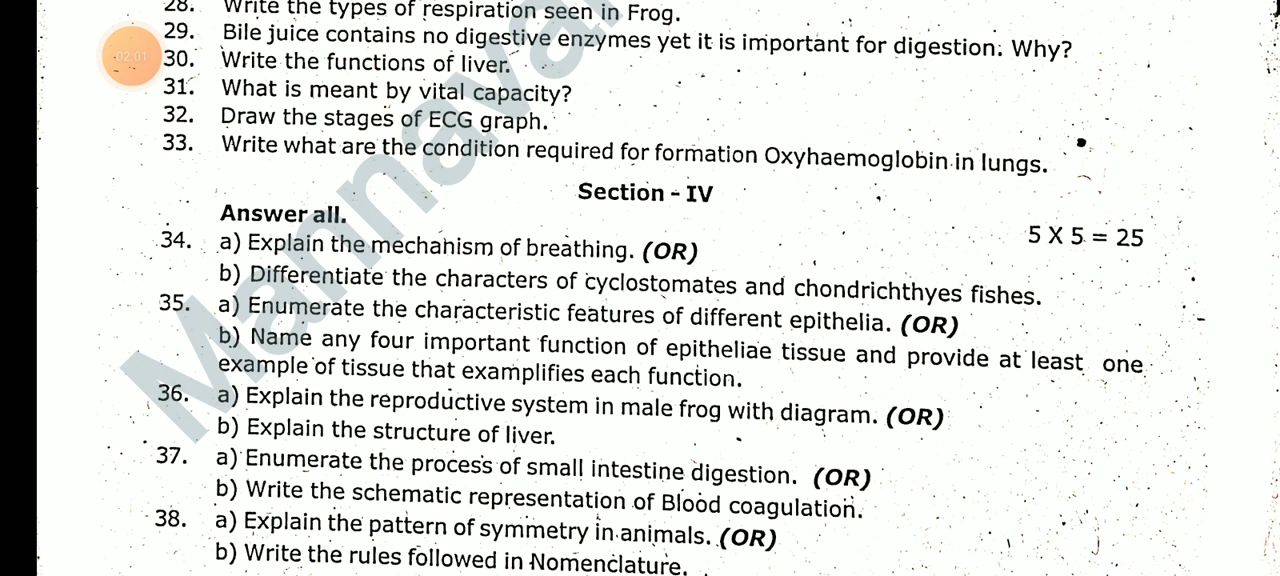 28. Write the types of respiration seen in Frog.
29. Bile juice contains no digestive enzymes yet it is important for digestion. Why?
02:01
30. Write the functions of liver.
31. What is meant by vital capacity?
32. Draw the stages of ECG graph.
33. Write what are the condition required for formation Oxyhaemoglobin in lungs.
Section - IV
Answer all.
5 X 5 = 25
34. a) Explain the mechanism of breathing. (OR)
b) Differentiate the characters of cyclostomates and chondrichthyes fishes.
35. a) Enumerate the characteristic features of different epithelia. (OR)
b) Name any four important function of epitheliae tissue and provide at least one
example of tissue that examplifies each function.
36. a) Explain the reproductive system in male frog with diagram. (OR)
b) Explain the structure of liver.
37. a) Enumerate the process of small intestine digestion. (OR)
b) Write the schematic representation of Blood coagulation.
38. a) Explain the pattern of symmetry in animals. (OR)
b) Write the rules followed in Nomenclature.